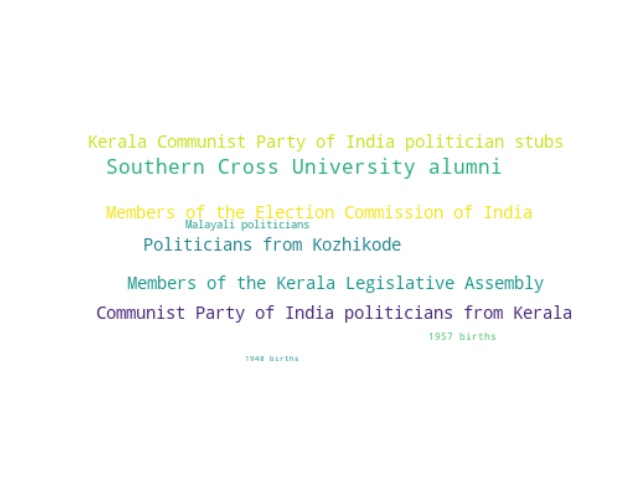 Kerala Communist Party of India politician stubs
Southern Cross University alumni
Members of the Election Commission of India
Malayali politicians
Politicians from Kozhikode
Members of the Kerala Legislative Assembly
Communist Party of India politicians from Kerala
1957 births
1948 births